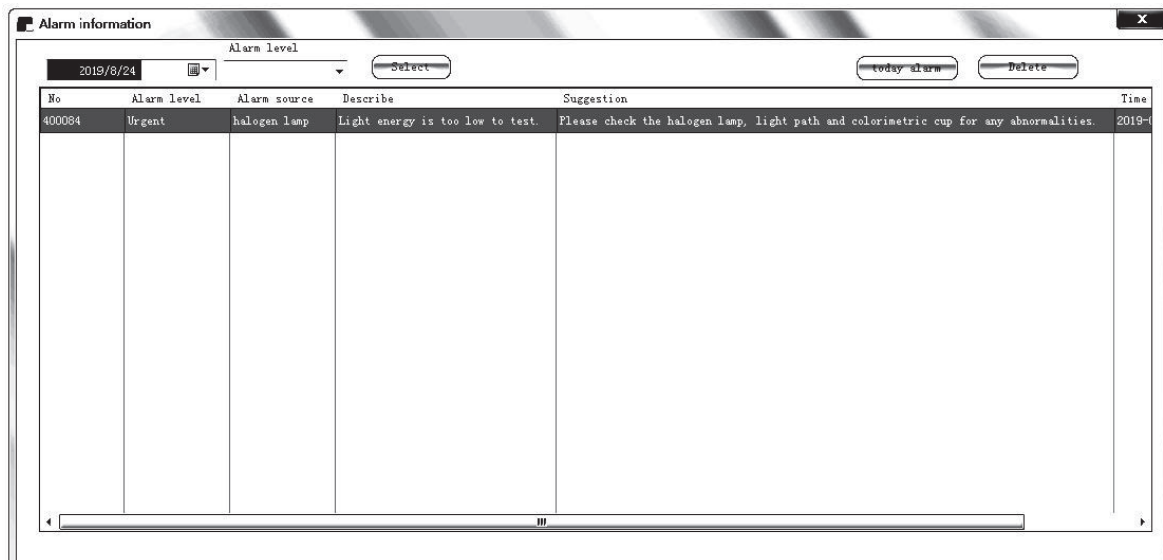 Alarm information
X
Alarm level
2019/8/24
Select
today alarm
Delete
No Alarm level Alarm source Describe Suggestion Time
400084 Urgent halogen lamp Light energy is too low to test. Please check the halogen lamp, light path and colorimetric cup for any abnormalities. 2019-